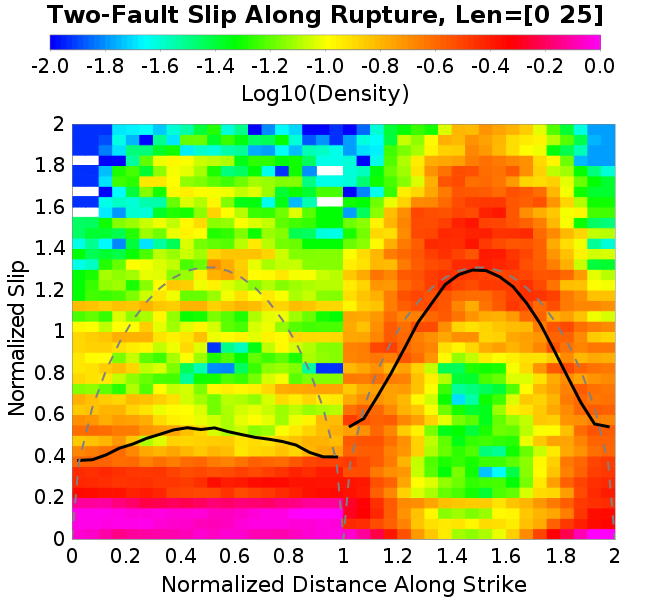 Two-Fault Slip Along Rupture, Len=[0 25]
-2.0 -1.8 -1.6 -1.4 -1.2 -1.0 -0.8 -0.6 -0.4 -0.2 0.0
Log10(Density)
Normalized Slip
2
1.8
1.6
1.4
1.2
1
0.8
0.6
0.4
0.2
0
0 0.2 0.4 0.6 0.8 1 1.2 1.4 1.6 1.8 2
Normalized Distance Along Strike